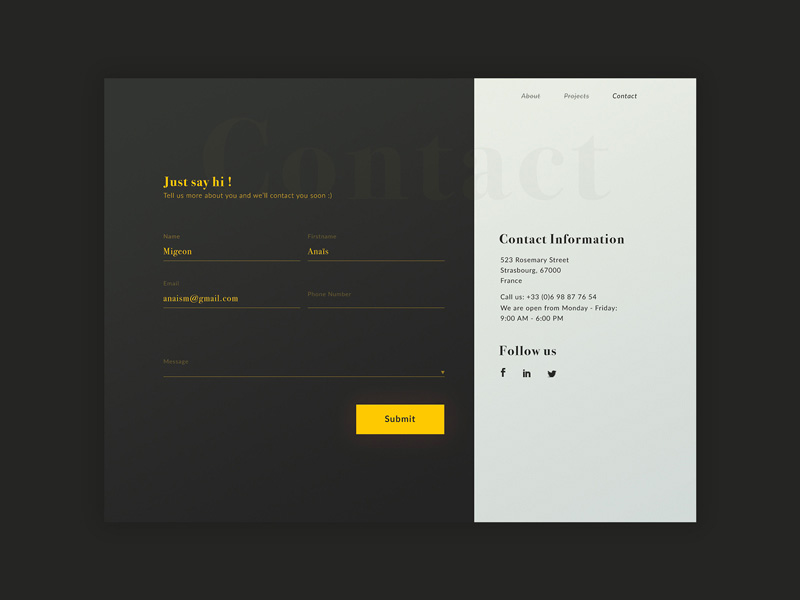 About Projects Contact
Contact
Just say hi !
Tell us more about you and we'll contact you soon :)
Name Firstname
Migeon Anaïs
Email
anaism@gmail.com
Phone Number
Message
Submit
Contact Information
523 Rosemary Street
Strasbourg, 67000
France
Call us: +33 (0)6 98 87 76 54
We are open from Monday - Friday:
9:00 AM - 6:00 PM
Follow us